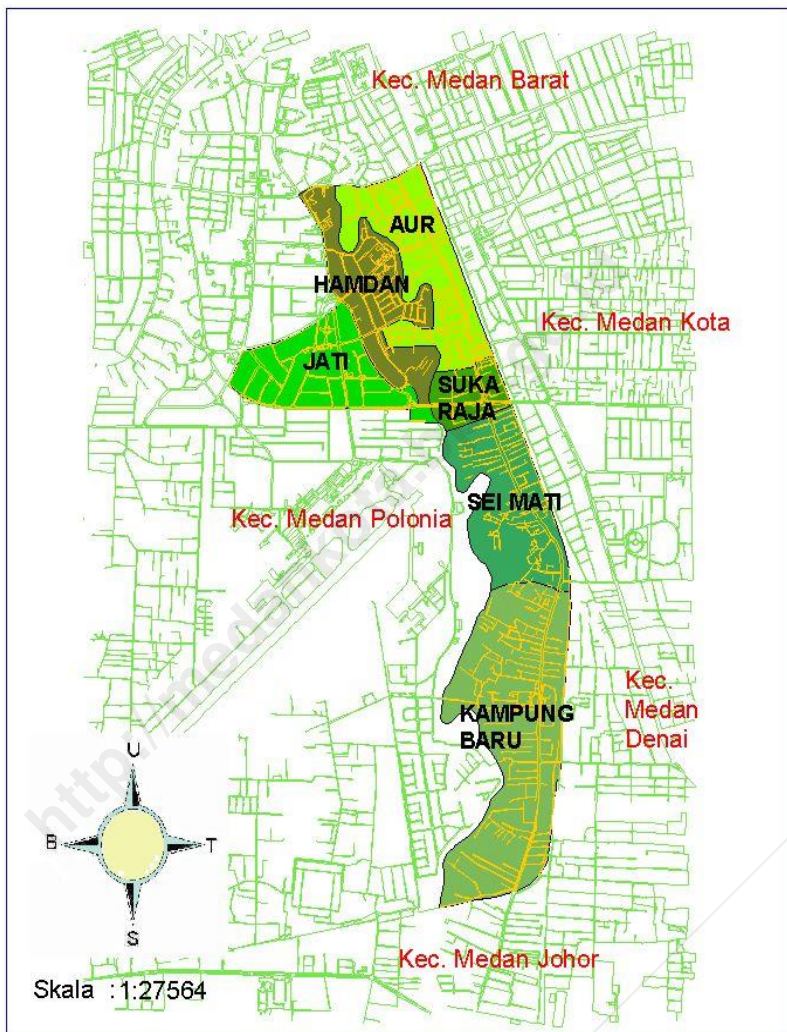 Kec. Medan Barat
AUR
HAMDAN
Kec. Medan Kota
JATI
SUKA
RAJA
SEI MATI
Kec. Medan Polonia
Kec.
Medan
Denai
KAMPUNG
BARU
U
B
T
S
Kec. Medan Johor
Skala : 1:27564